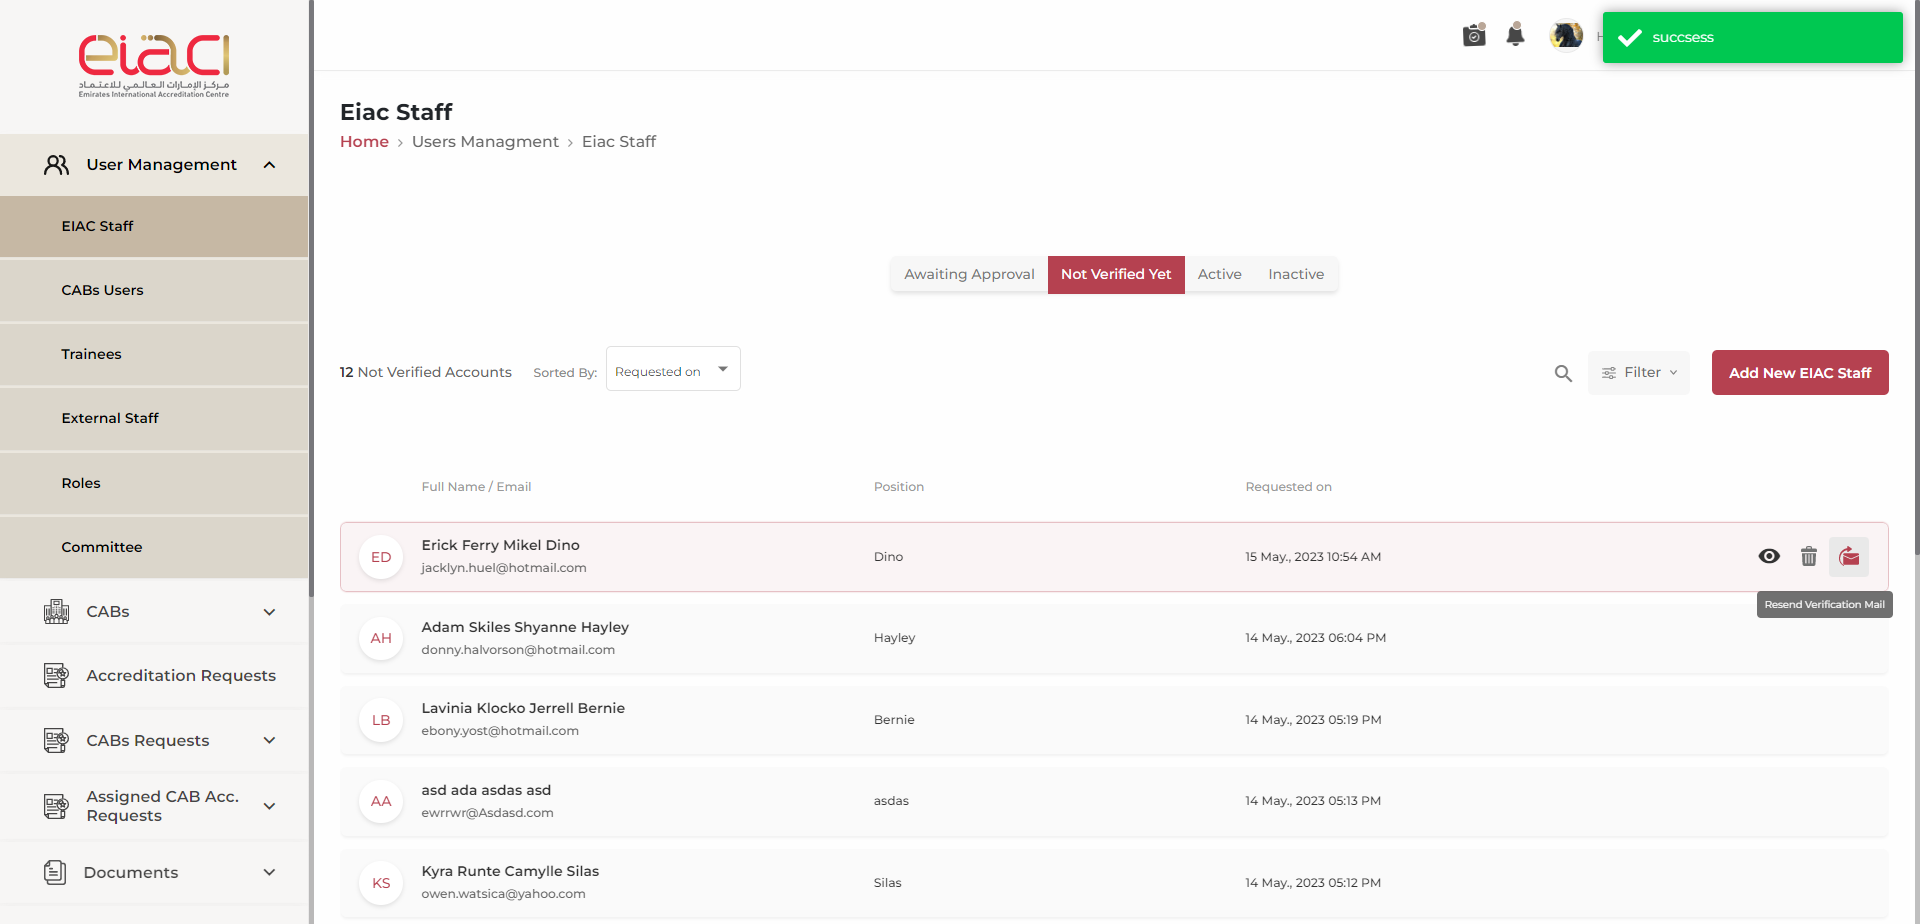 eiac
مركز الإمارات العالمي للاعتماد
Emirates International Accreditation Centre
User Management
EIAC Staff
CABs Users
Trainees
External Staff
Roles
Committee
CABs
Accreditation Requests
CABs Requests
Assigned CAB Acc.
Requests
Documents
H
succsess
Eiac Staff
Home › Users Managment › Eiac Staff
Awaiting Approval Not Verified Yet Active Inactive
12 Not Verified Accounts Sorted By: Requested on
Filter
Add New EIAC Staff
Full Name / Email Position Requested on
ED Erick Ferry Mikel Dino Dino 15 May., 2023 10:54 AM
jacklyn.huel@hotmail.com
Resend Verification Mail
AH Adam Skiles Shyanne Hayley Hayley 14 May., 2023 06:04 PM
donny.halvorson@hotmail.com
LB Lavinia Klocko Jerrell Bernie Bernie 14 May., 2023 05:19 PM
ebony.yost@hotmail.com
AA asd ada asdas asd asdas 14 May., 2023 05:13 PM
ewrrwr@Asdasd.com
KS Kyra Runte Camylle Silas Silas 14 May., 2023 05:12 PM
owen.watsica@yahoo.com